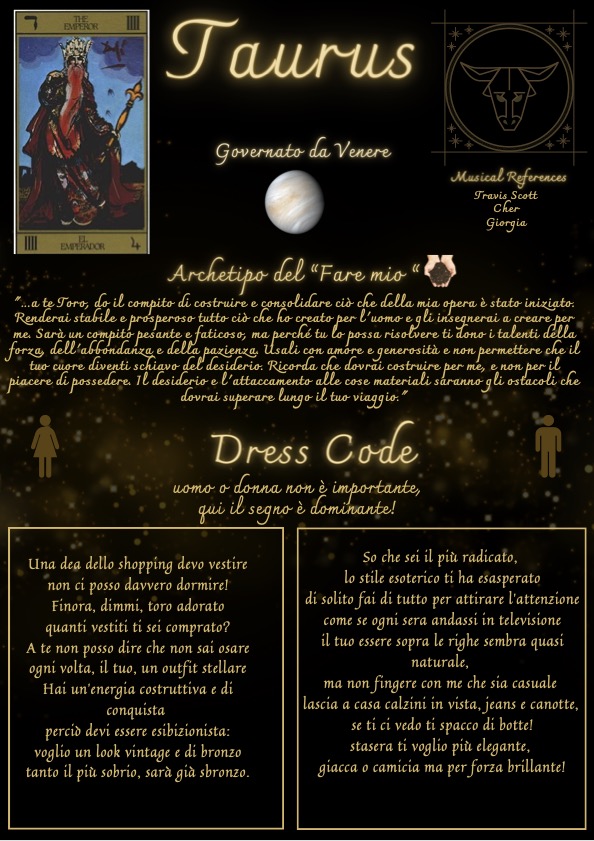 THE
EMPEROR
IIII
Taurus
Governato da Venere
IIII
EL
EMPERADOR
Musical References
Travis Scott
Cher
Giorgia
Archetipo del “Fare mio “
"...a te Toro, do il compito di costruire e consolidare ciò che della mia opera è stato iniziato.
Renderai stabile e prosperoso tutto ciò che ho creato per l'uomo e gli insegnerai a creare per
me. Sarà un compito pesante e faticoso, ma perché tu lo possa risolvere ti dono i talenti della
forza, dell'abbondanza e della pazienza. Usali con amore e generosità e non permettere che il
tuo cuore diventi schiavo del desiderio. Ricorda che dovrai costruire per me, e non per il
piacere di possedere. Il desiderio e l'attaccamento alle cose materiali saranno gli ostacoli che
dovrai superare lungo il tuo viaggio."
Dress Code
uomo o donna non è importante,
qui il segno è dominante!
Una dea dello shopping devo vestire
non ci posso davvero dormire!
Finora, dimmi, toro adorato
quanti vestiti ti sei comprato?
A te non posso dire che non sai osare
ogni volta, il tuo, un outfit stellare
Hai un'energia costruttiva e di
conquista
perciò devi essere esibizionista:
voglio un look vintage e di bronzo
tanto il più sobrio, sarà già sbronzo.
So che sei il più radicato,
lo stile esoterico ti ha esasperato
di solito fai di tutto per attirare l'attenzione
come se ogni sera andassi in televisione
il tuo essere sopra le righe sembra quasi
naturale,
ma non fingere con me che sia casuale
lascia a casa calzini in vista, jeans e canotte,
se ti ci vedo ti spacco di botte!
stasera ti voglio più elegante,
giacca o camicia ma per forza brillante!